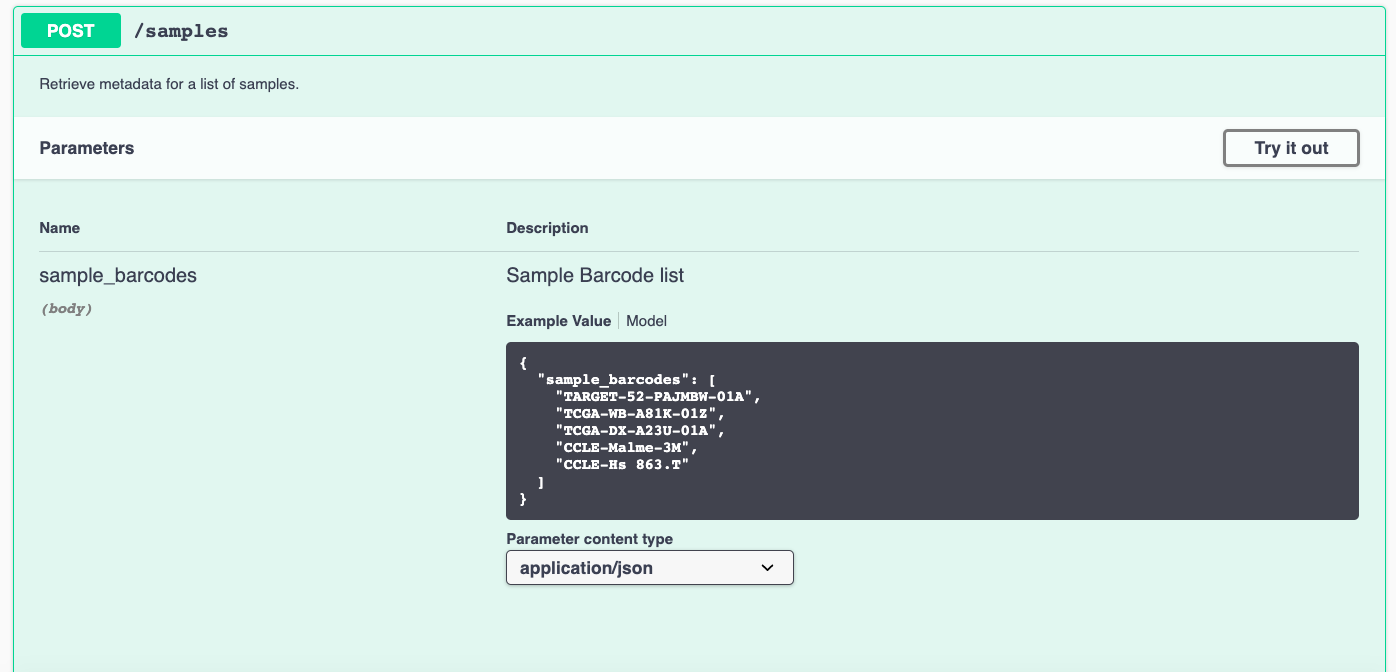 POST /samples
Retrieve metadata for a list of samples.
Parameters Try it out
Name Description
sample_barcodes Sample Barcode list
(body)
Example Value Model
{
"sample_barcodes": [
"TARGET-52-PAJMBW-01A",
"TCGA-WB-A81K-01Z",
"TCGA-DX-A23U-01A",
"CCLE-Malme-3M",
"CCLE-Hs 863.T"
]
}
Parameter content type
application/json